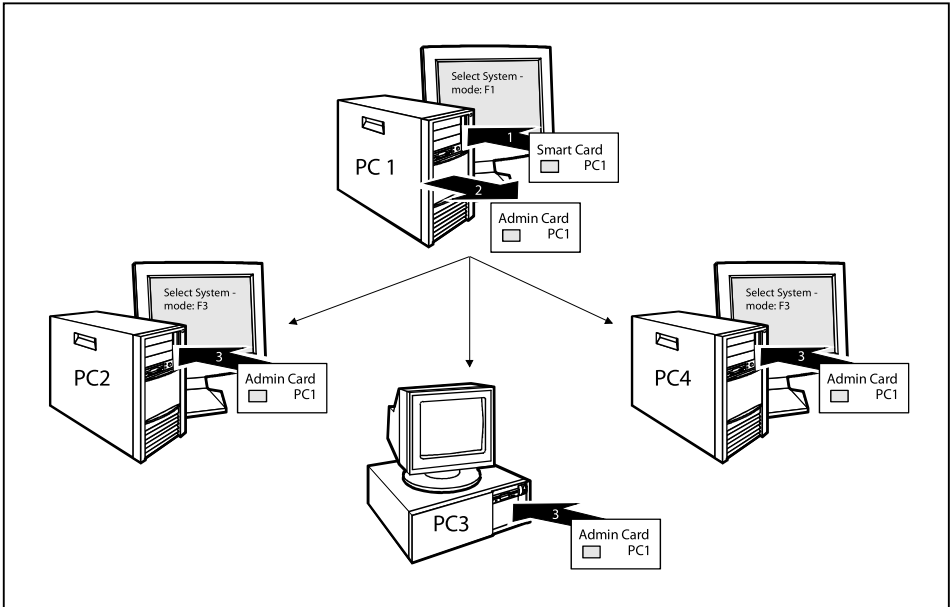 Select System -
mode: F1
PC 1
1
Smart Card
PC1
2
Admin Card
PC1
Select System -
mode: F3
PC2
3
Admin Card
PC1
Select System -
mode: F3
PC4
3
Admin Card
PC1
PC3
3
Admin Card
PC1